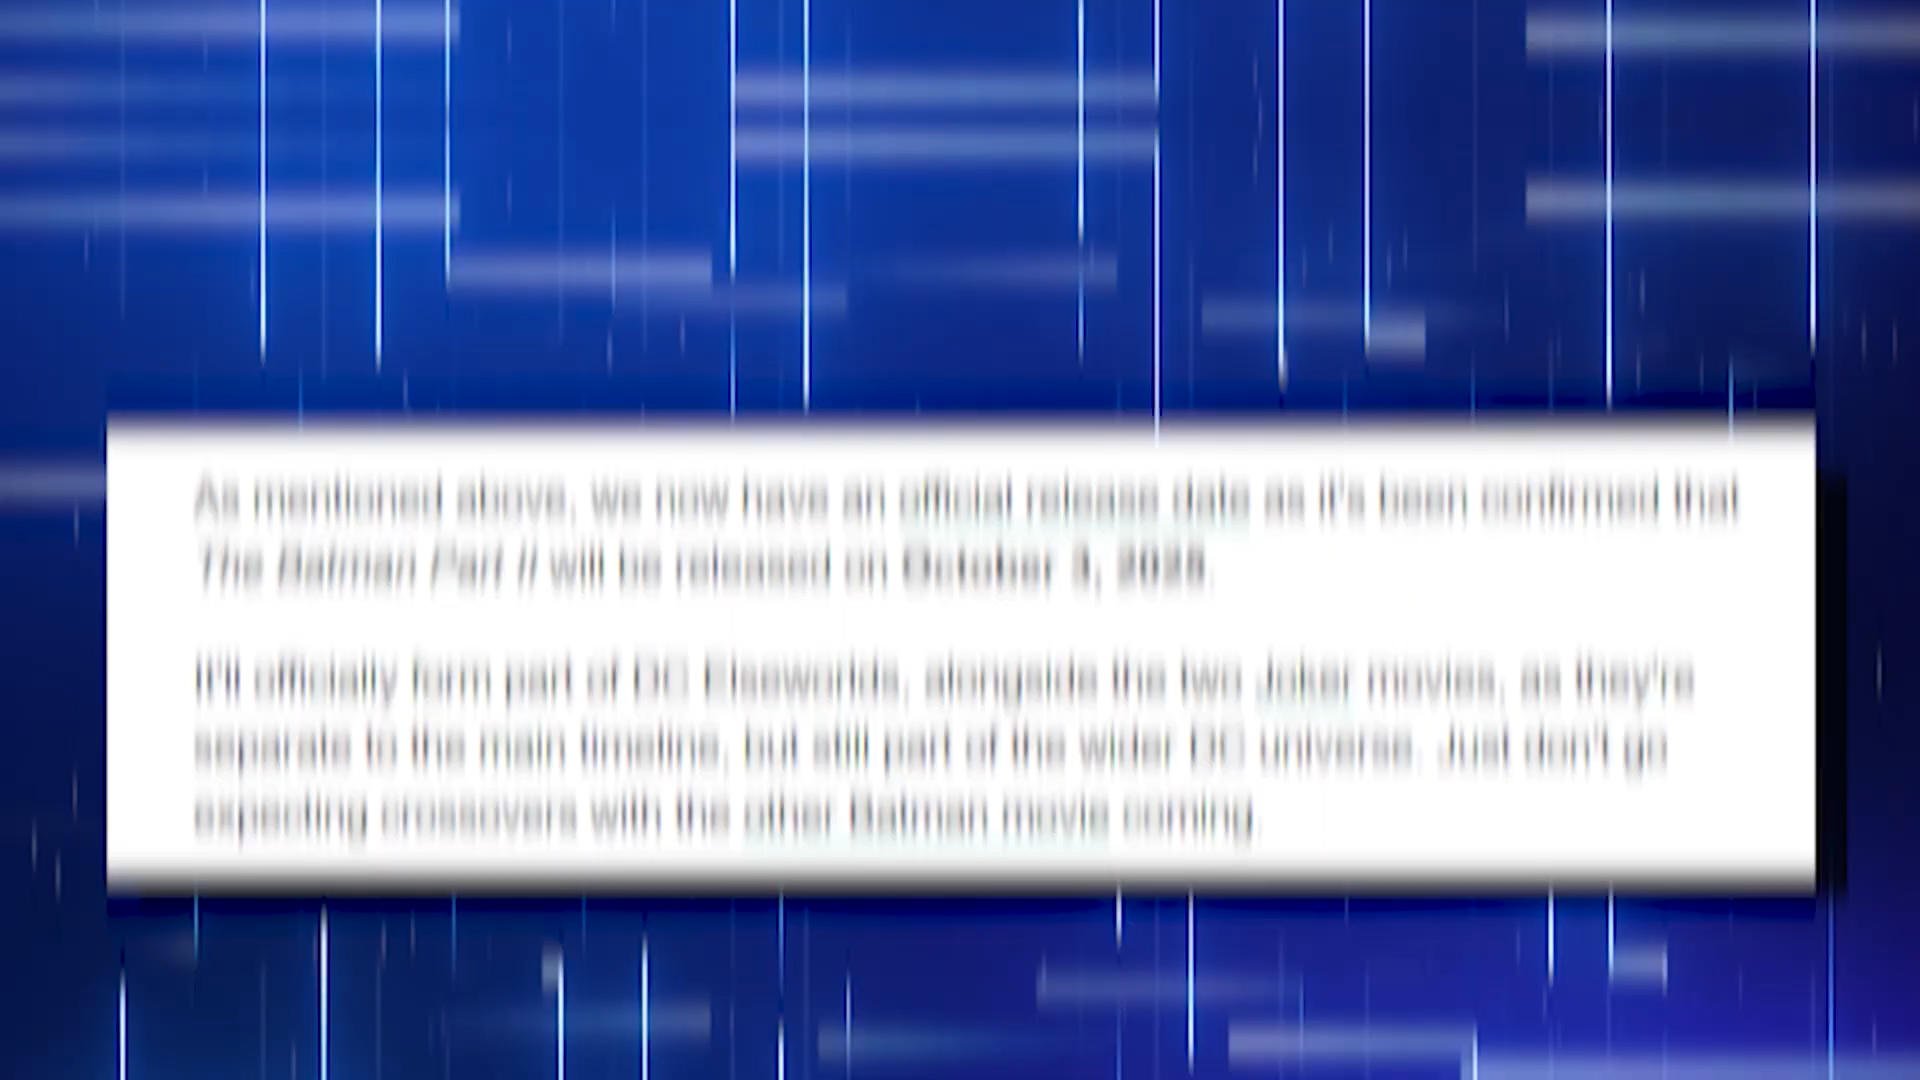 As mentioned above, we now have an official release date as it's been confirmed that
The Batman Part II will be released on October 3, 2025.
It'll officially form part of DC Elseworlds, alongside the two Joker movies, as they're
separate to the main timeline, but still part of the wider DC universe. Just don't go
expecting crossovers with the other Batman movie coming.